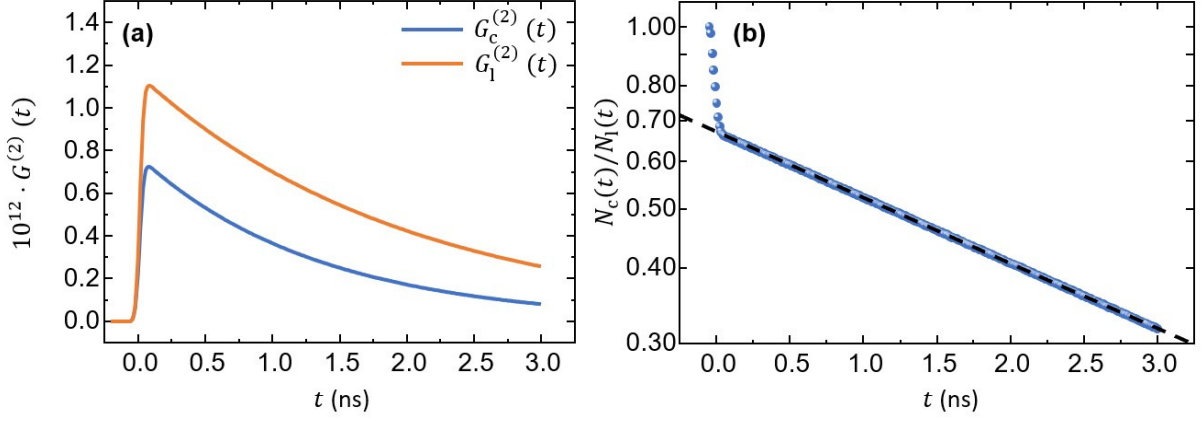 (a)
G_c^(2) (t)
G_l^(2) (t)
10^12 · G^(2) (t)
1.4
1.2
1.0
0.8
0.6
0.4
0.2
0.0
0.0 0.5 1.0 1.5 2.0 2.5 3.0
t (ns)
(b)
N_c(t)/N_l(t)
1.00
0.80
0.70
0.60
0.50
0.40
0.30
0.0 0.5 1.0 1.5 2.0 2.5 3.0
t (ns)